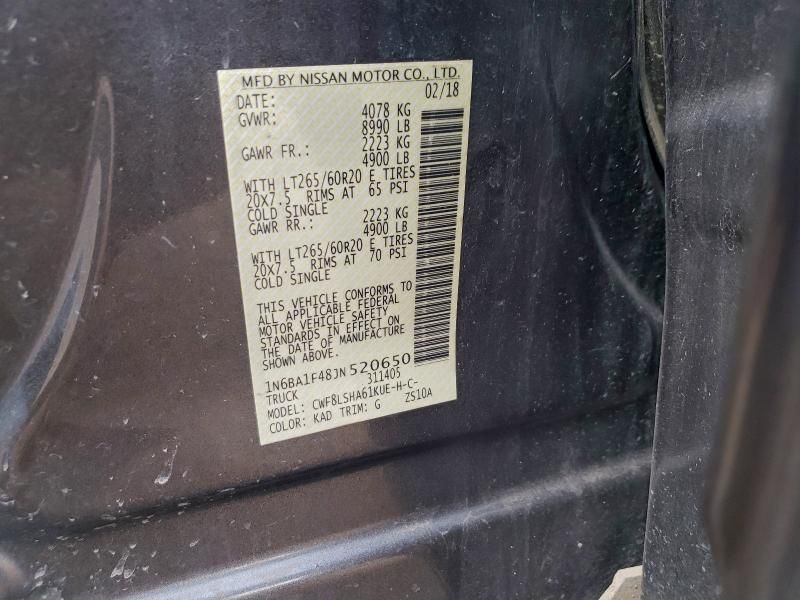 MFD BY NISSAN MOTOR CO., LTD.
DATE: 02/18
GVWR: 4078 KG
8990 LB
GAWR FR.: 2223 KG
4900 LB
WITH LT265/60R20 E TIRES
20X7.5 RIMS AT 65 PSI
COLD SINGLE
GAWR RR.: 2223 KG
4900 LB
WITH LT265/60R20 E TIRES
20X7.5 RIMS AT 70 PSI
COLD SINGLE
THIS VEHICLE CONFORMS TO
ALL APPLICABLE FEDERAL
MOTOR VEHICLE SAFETY
STANDARDS IN EFFECT ON
THE DATE OF MANUFACTURE
SHOWN ABOVE.
1N6BA1F48JN520650
TRUCK 311405
MODEL: CWF8LSHA61KUE-H-C-
COLOR: KAD TRIM: G ZS10A